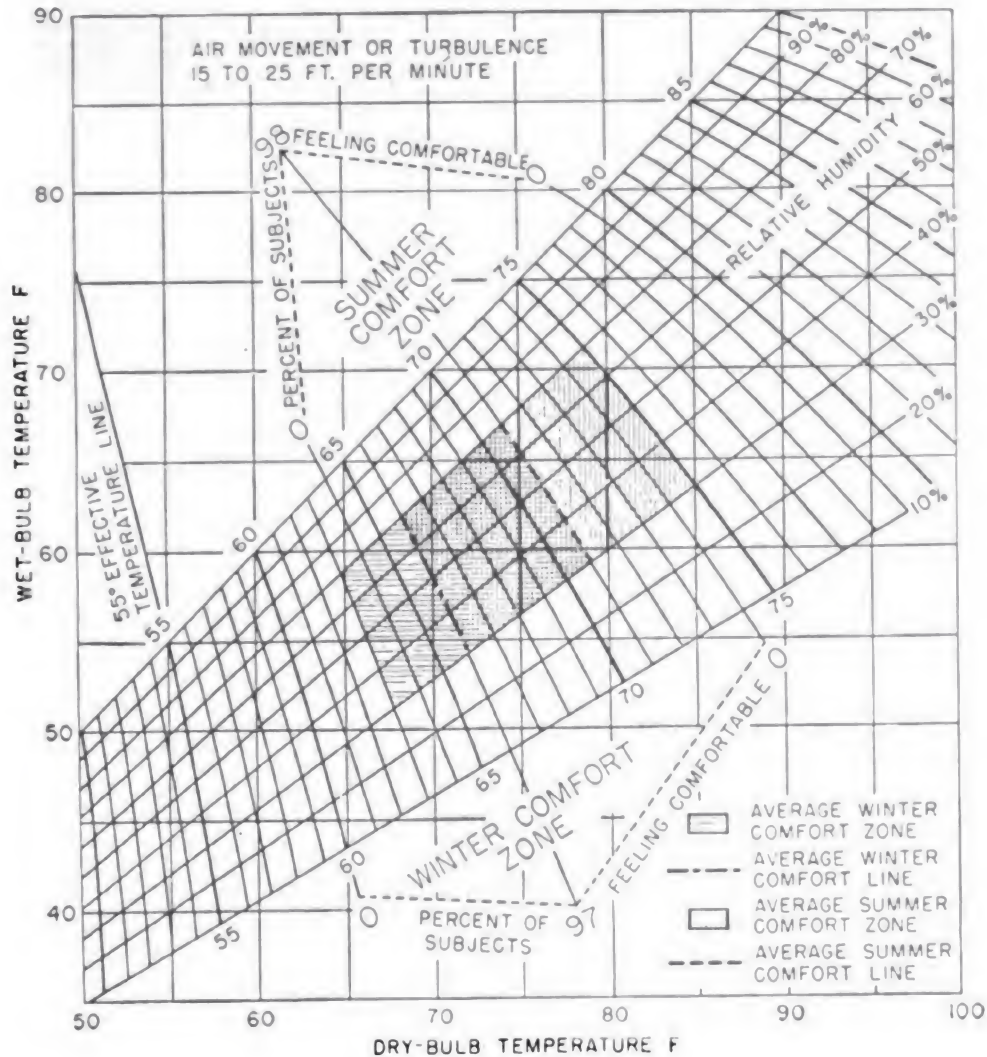 AIR MOVEMENT OR TURBULENCE
15 TO 25 FT. PER MINUTE
90
80
70
60
50
40
WET-BULB TEMPERATURE F
50
60
70
80
90
100
DRY-BULB TEMPERATURE F
98
FEELING COMFORTABLE
0
PERCENT OF SUBJECTS
0
SUMMER
COMFORT
ZONE
55° EFFECTIVE
TEMPERATURE LINE
55
60
65
70
75
80
85
90%
80%
70%
60%
50%
40%
30%
20%
10%
RELATIVE HUMIDITY
55
60
65
70
75
WINTER COMFORT
ZONE
0
PERCENT OF
SUBJECTS
97
FEELING COMFORTABLE
0
AVERAGE WINTER
COMFORT ZONE
AVERAGE WINTER
COMFORT LINE
AVERAGE SUMMER
COMFORT ZONE
AVERAGE SUMMER
COMFORT LINE